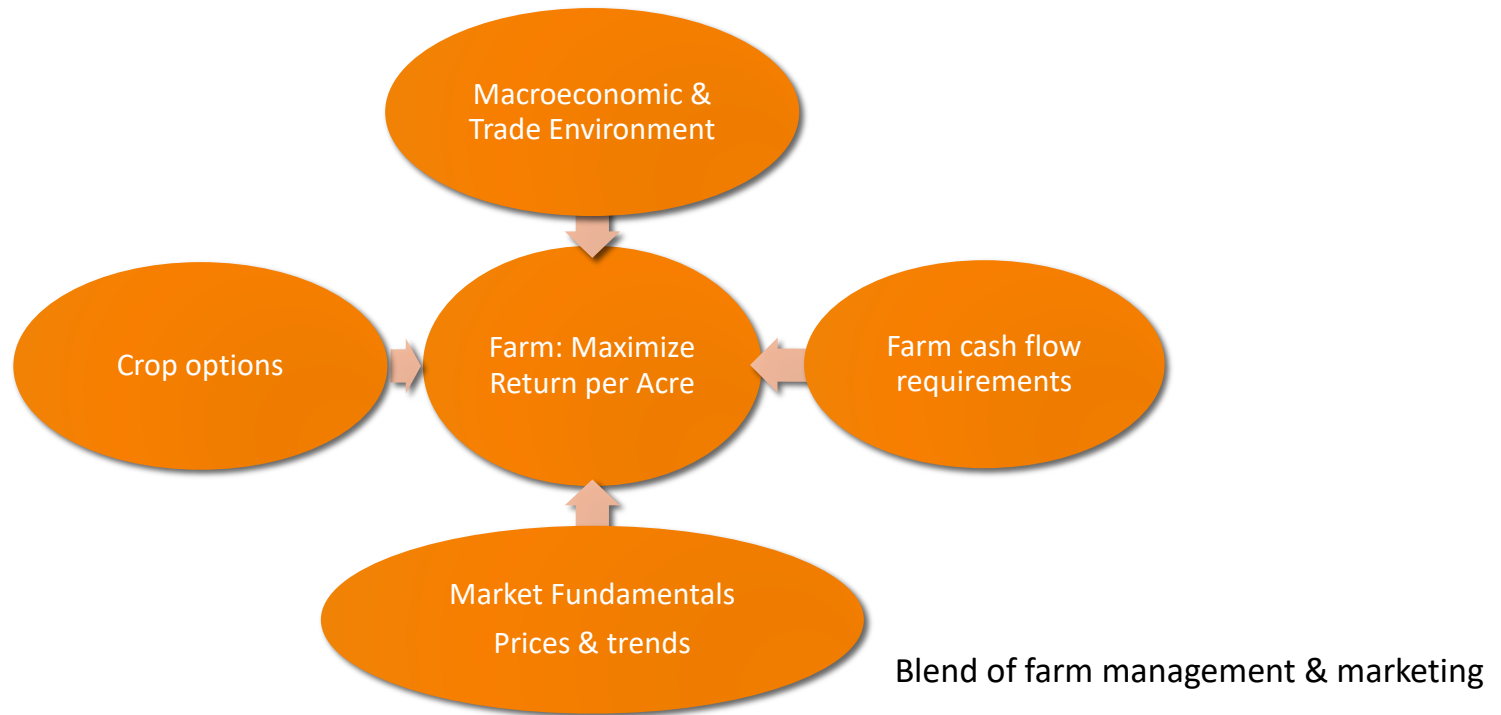 Macroeconomic &
Trade Environment
Crop options
Farm: Maximize
Return per Acre
Farm cash flow
requirements
Market Fundamentals
Prices & trends
Blend of farm management & marketing